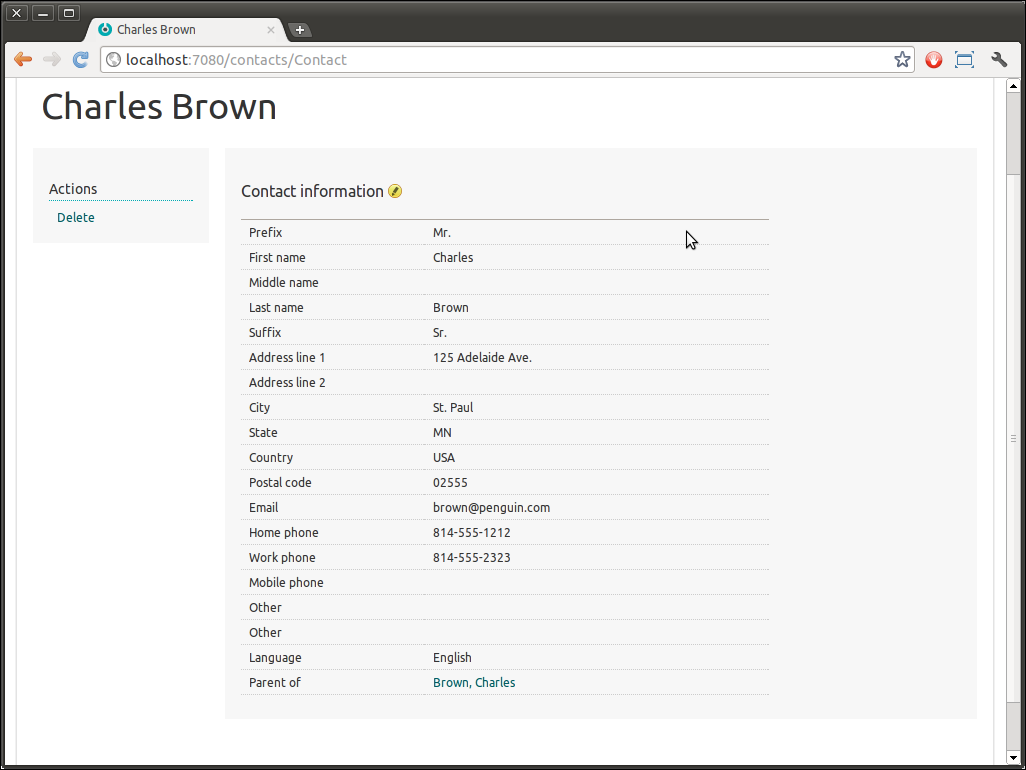 Charles Brown
localhost:7080/contacts/Contact
Charles Brown
Actions
Delete
Contact information
Prefix Mr.
First name Charles
Middle name
Last name Brown
Suffix Sr.
Address line 1 125 Adelaide Ave.
Address line 2
City St. Paul
State MN
Country USA
Postal code 02555
Email brown@penguin.com
Home phone 814-555-1212
Work phone 814-555-2323
Mobile phone
Other
Other
Language English
Parent of Brown, Charles